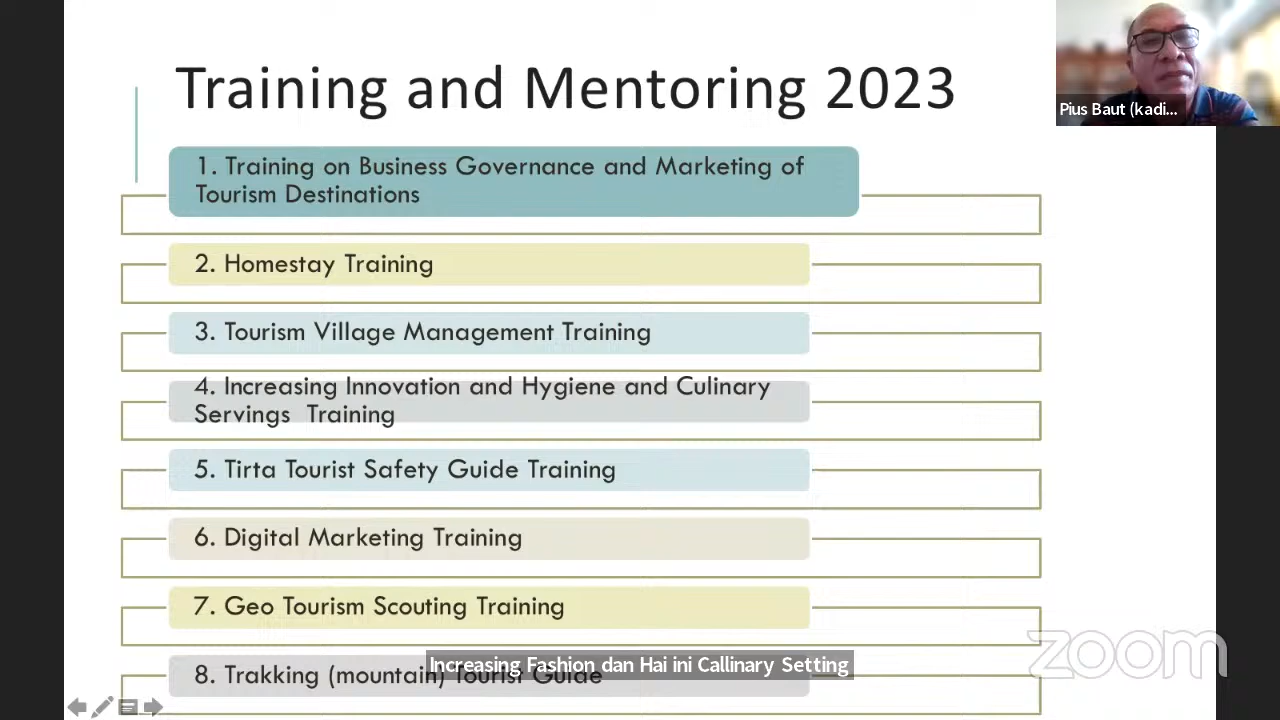 Training and Mentoring 2023
Pius Baut (kadi...
1. Training on Business Governance and Marketing of
Tourism Destinations
2. Homestay Training
3. Tourism Village Management Training
4. Increasing Innovation and Hygiene and Culinary
Servings Training
5. Tirta Tourist Safety Guide Training
6. Digital Marketing Training
7. Geo Tourism Scouting Training
8. Trakking (mountain) Tourist Guide
Increasing Fashion dan Hai ini Callinary Setting
zoom